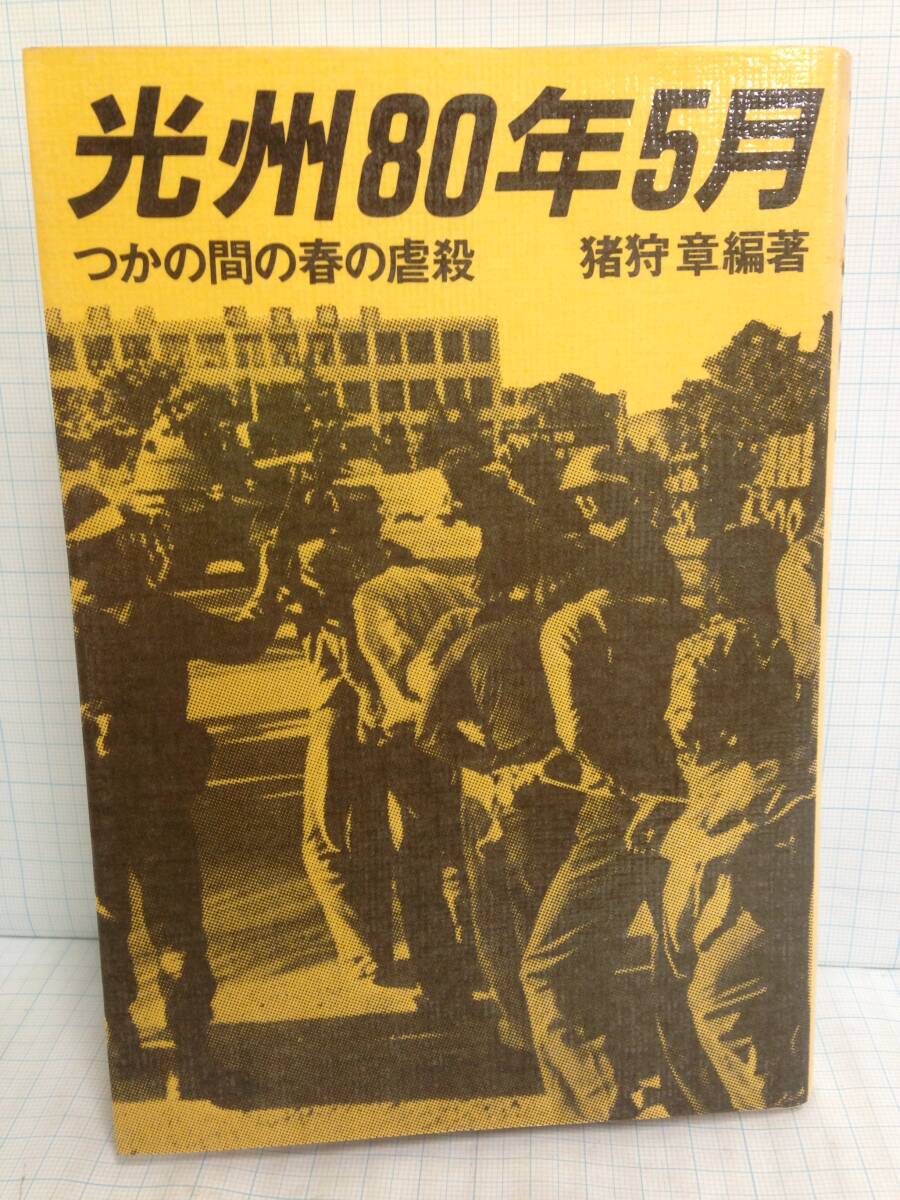 光州80年5月
つかの間の春の虐殺
猪狩 章編著